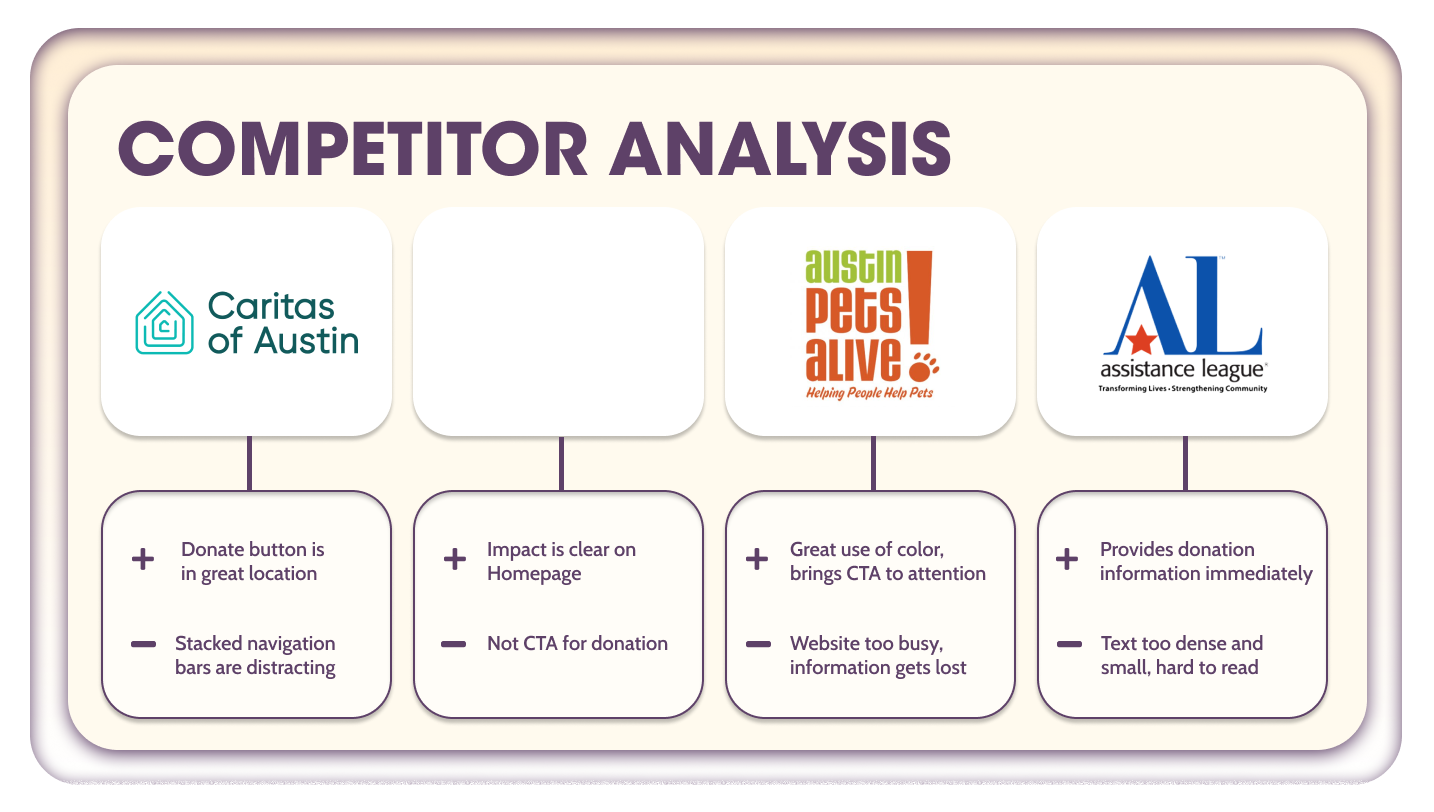 COMPETITOR ANALYSIS
Caritas
of Austin
austin
pets
alive
!
Helping People Help Pets
AL™
assistance league®
Transforming Lives • Strengthening Community
+ Donate button is
in great location
− Stacked navigation
bars are distracting
+ Impact is clear on
Homepage
− Not CTA for donation
+ Great use of color,
brings CTA to attention
− Website too busy,
information gets lost
+ Provides donation
information immediately
− Text too dense and
small, hard to read